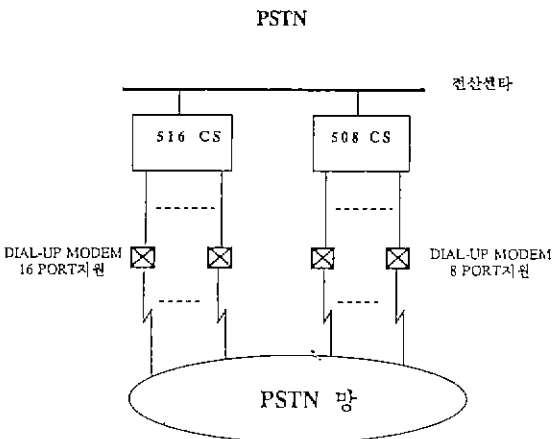 PSTN
전산센타
516 CS
508 CS
DIAL-UP MODEM
16 PORT지원
DIAL-UP MODEM
8 PORT지원
PSTN 망